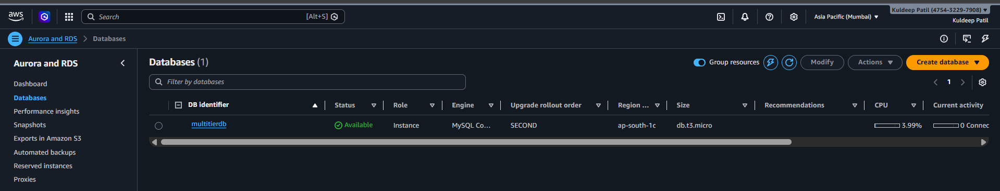 aws
Search [Alt+S]
Asia Pacific (Mumbai)
Kuldeep Patil (4754-3229-7908)
Kuldeep Patil
Aurora and RDS > Databases
Aurora and RDS
Dashboard
Databases
Performance insights
Snapshots
Exports in Amazon S3
Automated backups
Reserved instances
Proxies
Databases (1)
Group resources Modify Actions Create database
Filter by databases
1
DB identifier Status Role Engine Upgrade rollout order Region ... Size Recommendations CPU Current activity
multitierdb Available Instance MySQL Co... SECOND ap-south-1c db.t3.micro 3.99% 0 Connec